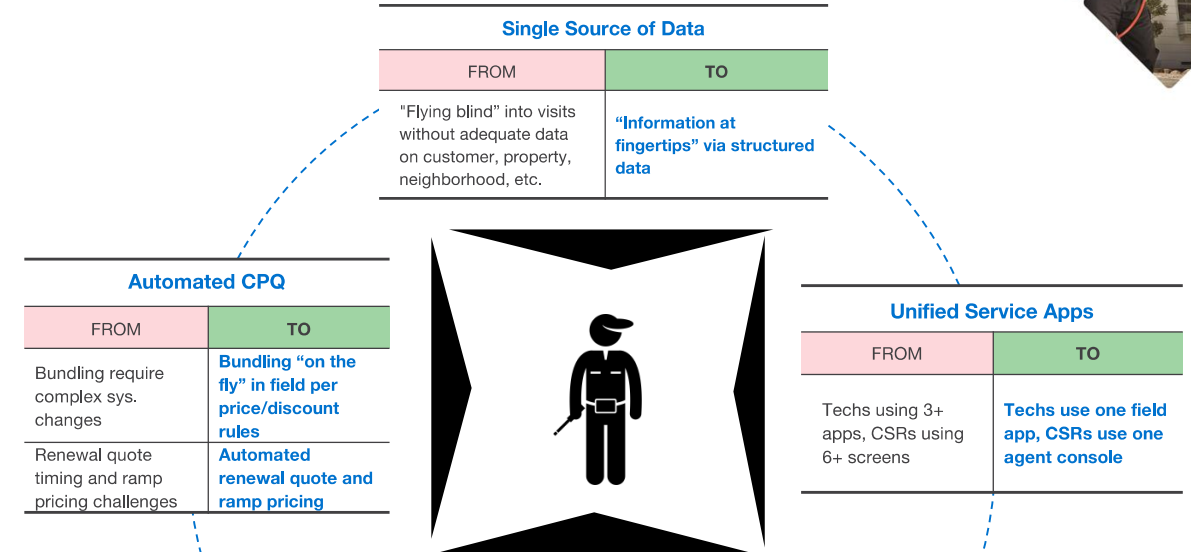 Single Source of Data
FROM
TO
"Flying blind” into visits
without adequate data
on customer, property,
neighborhood, etc.
“Information at
fingertips” via structured
data
Automated CPQ
FROM
TO
Bundling require
complex sys.
changes
Bundling “on the
fly” in field per
price/discount
rules
Renewal quote
timing and ramp
pricing challenges
Automated
renewal quote and
ramp pricing
Unified Service Apps
FROM
TO
Techs using 3+
apps, CSRs using
6+ screens
Techs use one field
app, CSRs use one
agent console